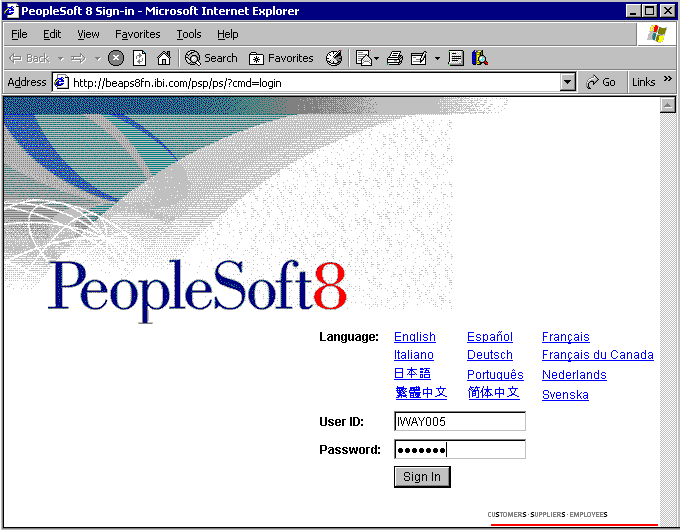 PeopleSoft 8 Sign-in - Microsoft Internet Explorer
File Edit View Favorites Tools Help
Back Search Favorites
Address http://beaps8fn.ibi.com/psp/ps/?cmd=login Go Links »
PeopleSoft8
Language: English Español Français
Italiano Deutsch Français du Canada
日本語 Português Nederlands
繁體中文 简体中文 Svenska
User ID: IWAY005
Password: •••••••
Sign In
CUSTOMERS · SUPPLIERS · EMPLOYEES